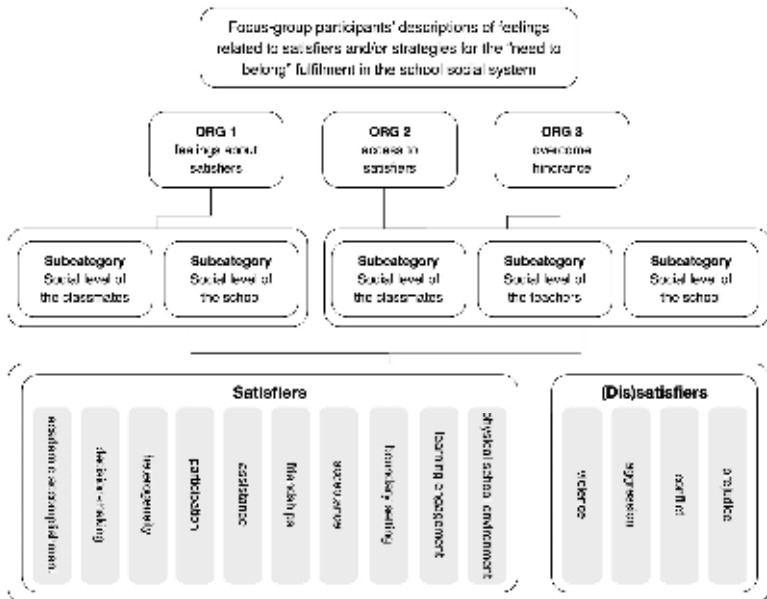 Focus-group participants' descriptions of feelings
related to satisfiers and/or strategies for the "need to
belong" fulfilment in the school social system
ORG 1
feelings about
satisfiers
ORG 2
access to
satisfiers
ORG 3
overcome
hindrance
Subcategory
Social level of
the classmates
Subcategory
Social level of
the school
Subcategory
Social level of
the classmates
Subcategory
Social level of
the teachers
Subcategory
Social level of
the school
Satisfiers
academic accomplishment
decision-making
heterogeneity
participation
assistance
friendships
acceptance
boundary setting
learning engagement
physical school environment
(Dis)satisfiers
violence
aggression
conflict
prejudice